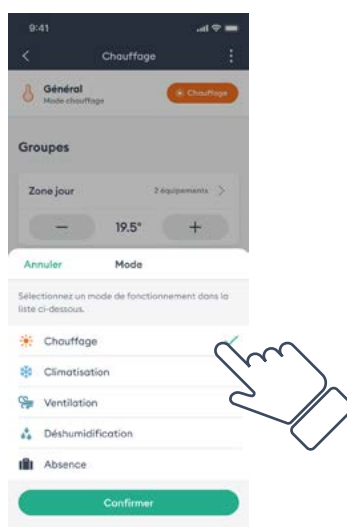 9:41
Chauffage
Général
Mode chauffage
Chauffage
Groupes
Zone jour
2 équipements
19.5°
Annuler
Mode
Sélectionnez un mode de fonctionnement dans la
liste ci-dessous.
Chauffage
Climatisation
Ventilation
Déshumidification
Absence
Confirmer